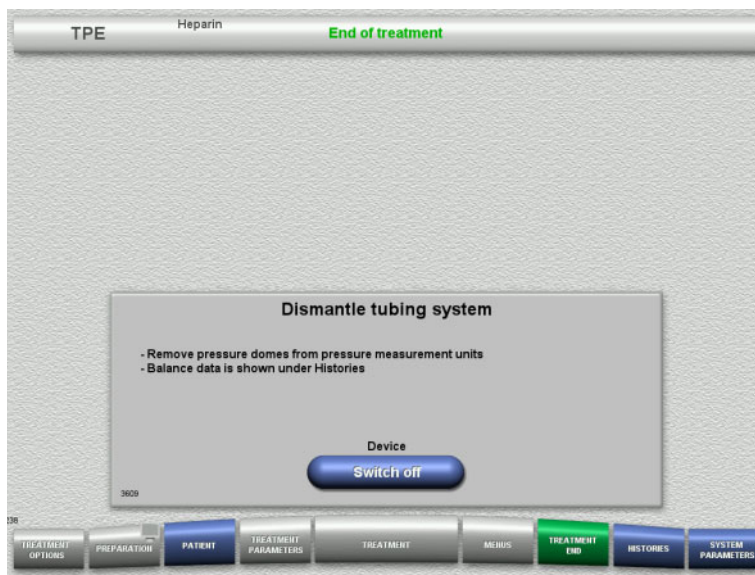 TPE
Heparin
End of treatment
Dismantle tubing system
- Remove pressure domes from pressure measurement units
- Balance data is shown under Histories
Device
Switch off
3609
238
TREATMENT
OPTIONS
PREPARATION
PATIENT
TREATMENT
PARAMETERS
TREATMENT
MENUS
TREATMENT
END
HISTORIES
SYSTEM
PARAMETERS